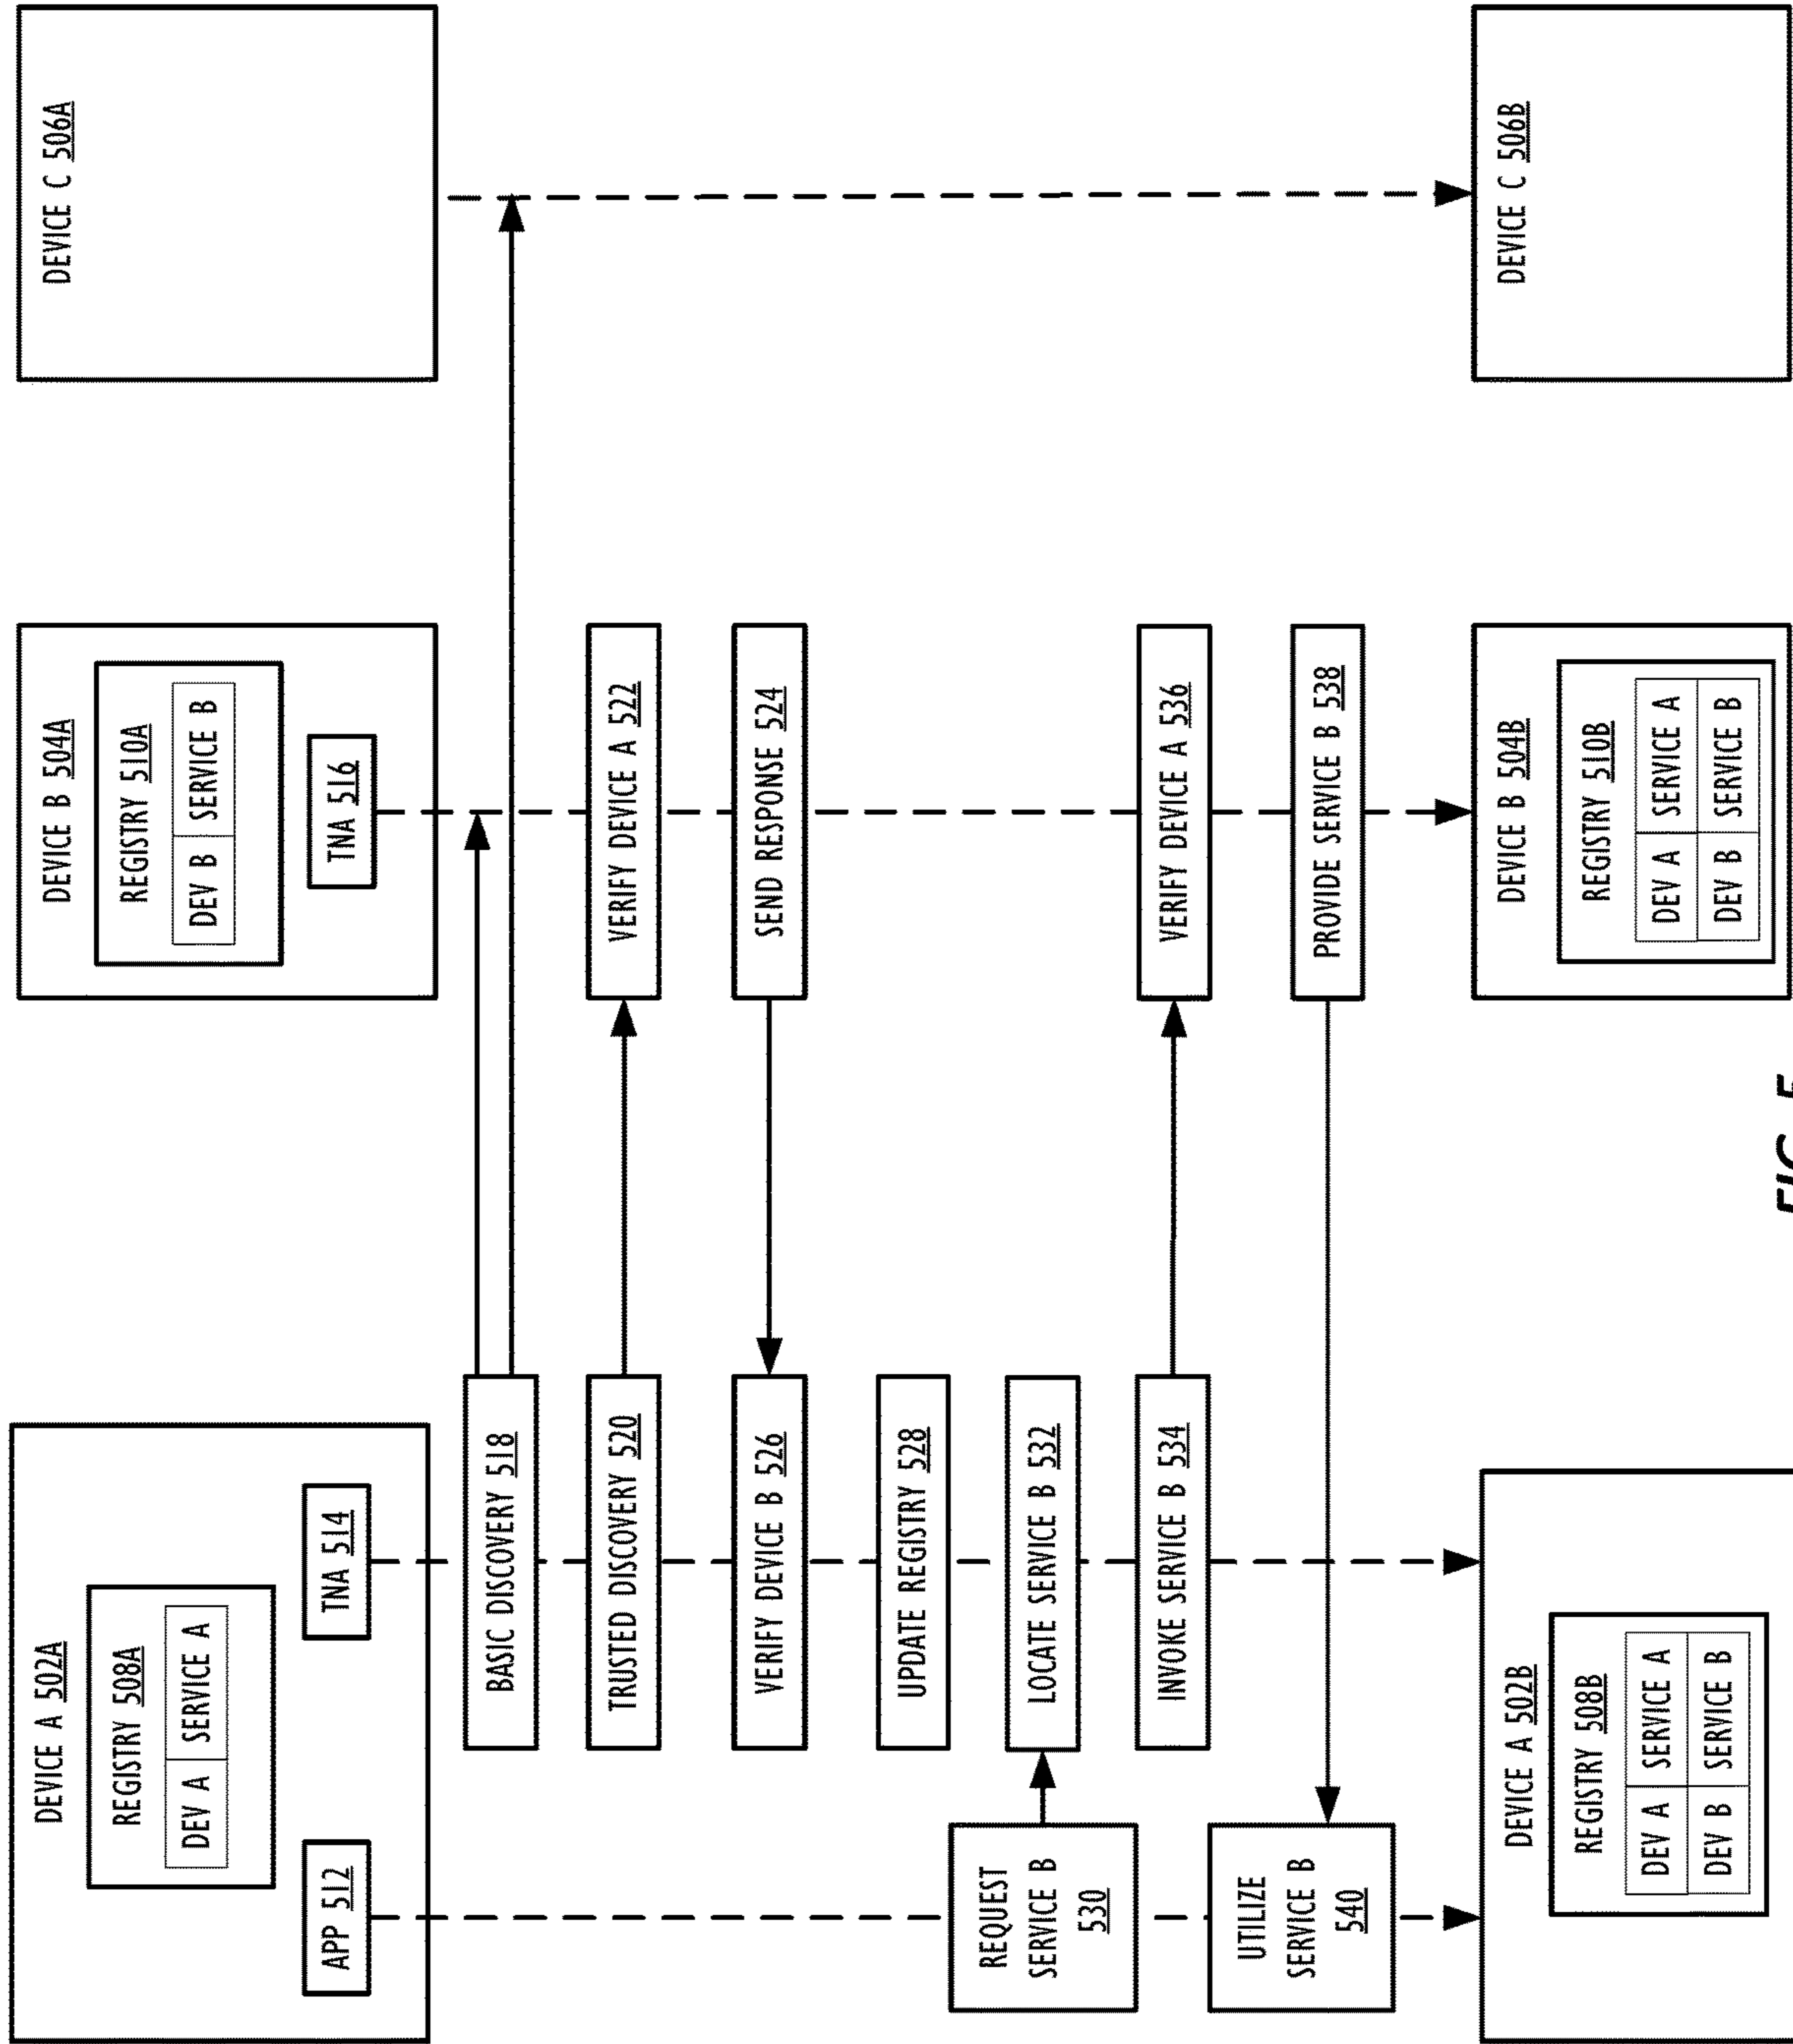 DEVICE A 502A
REGISTRY 508A
DEV A SERVICE A
APP 512
TNA 514
DEVICE B 504A
REGISTRY 510A
DEV B SERVICE B
TNA 516
DEVICE C 506A
BASIC DISCOVERY 518
TRUSTED DISCOVERY 520
VERIFY DEVICE A 522
VERIFY DEVICE B 526
SEND RESPONSE 524
UPDATE REGISTRY 528
REQUEST
SERVICE B
530
LOCATE SERVICE B 532
INVOKE SERVICE B 534
VERIFY DEVICE A 536
UTILIZE
SERVICE B
540
PROVIDE SERVICE B 538
DEVICE A 502B
REGISTRY 508B
DEV A SERVICE A
DEV B SERVICE B
DEVICE B 504B
REGISTRY 510B
DEV A SERVICE A
DEV B SERVICE B
DEVICE C 506B